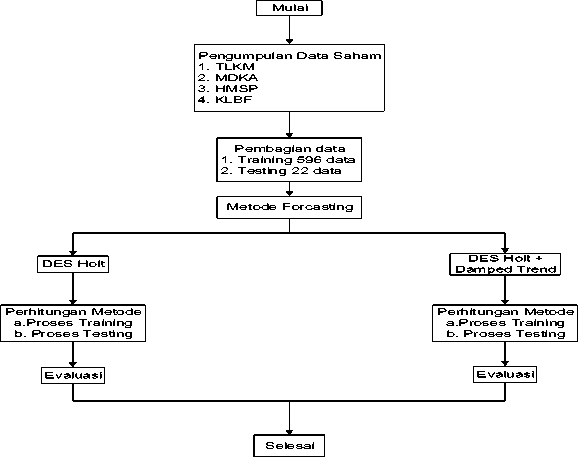 Mulai
Pengumpulan Data Saham
1. TLKM
2. MDKA
3. HMSP
4. KLBF
Pembagian data
1. Training 596 data
2. Testing 22 data
Metode Forcasting
DES Holt
Perhitungan Metode
a.Proses Training
b. Proses Testing
Evaluasi
DES Holt +
Damped Trend
Perhitungan Metode
a.Proses Training
b. Proses Testing
Evaluasi
Selesai